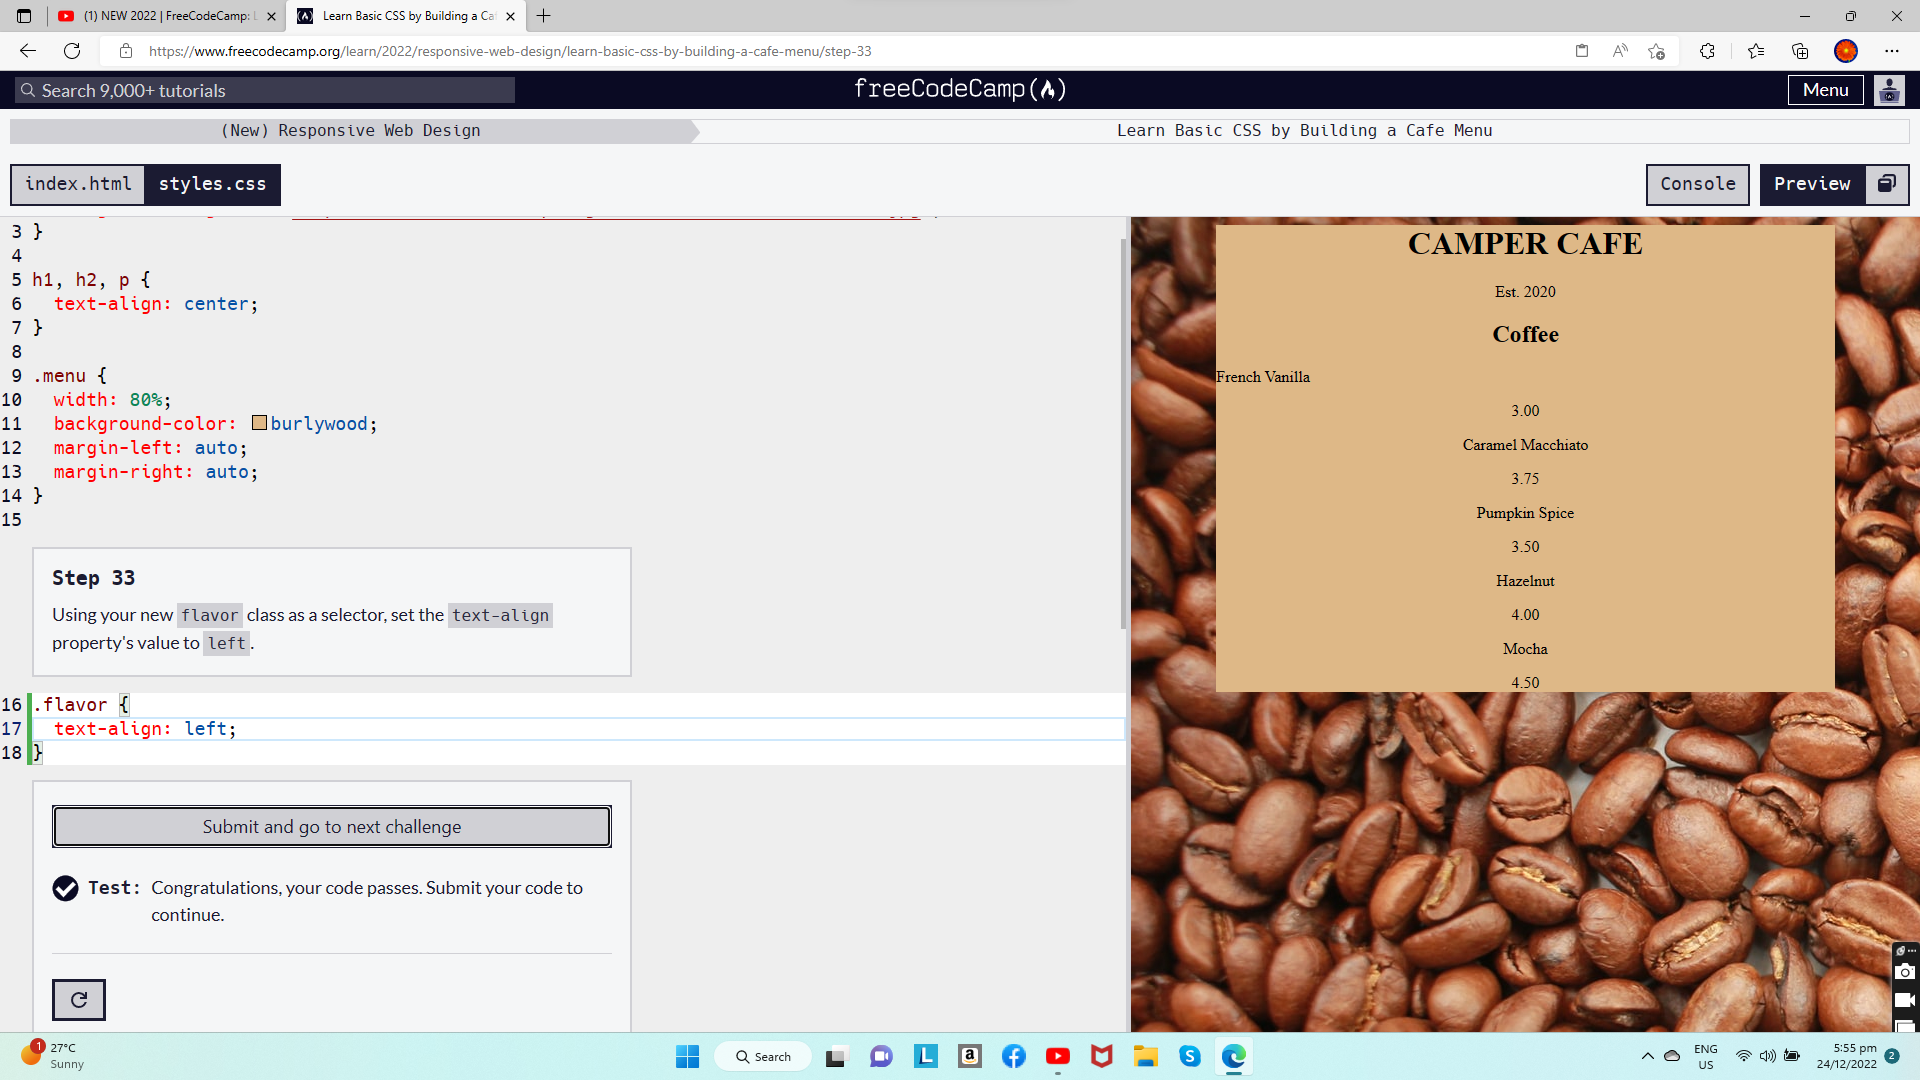 (1) NEW 2022 | FreeCodeCamp:
Learn Basic CSS by Building a Caf
https://www.freecodecamp.org/learn/2022/responsive-web-design/learn-basic-css-by-building-a-cafe-menu/step-33
Search 9,000+ tutorials
freeCodeCamp
Menu
(New) Responsive Web Design
Learn Basic CSS by Building a Cafe Menu
index.html
styles.css
Console
Preview
3 }
4
5 h1, h2, p {
6 text-align: center;
7 }
8
9 .menu {
10 width: 80%;
11 background-color: burlywood;
12 margin-left: auto;
13 margin-right: auto;
14 }
15
Step 33
Using your new flavor class as a selector, set the text-align
property's value to left.
16 .flavor {
17 text-align: left;
18 }
Submit and go to next challenge
Test: Congratulations, your code passes. Submit your code to
continue.
CAMPER CAFE
Est. 2020
Coffee
French Vanilla
3.00
Caramel Macchiato
3.75
Pumpkin Spice
3.50
Hazelnut
4.00
Mocha
4.50
1
27°C
Sunny
Search
L
a
S
ENG
US
5:55 pm
24/12/2022
2